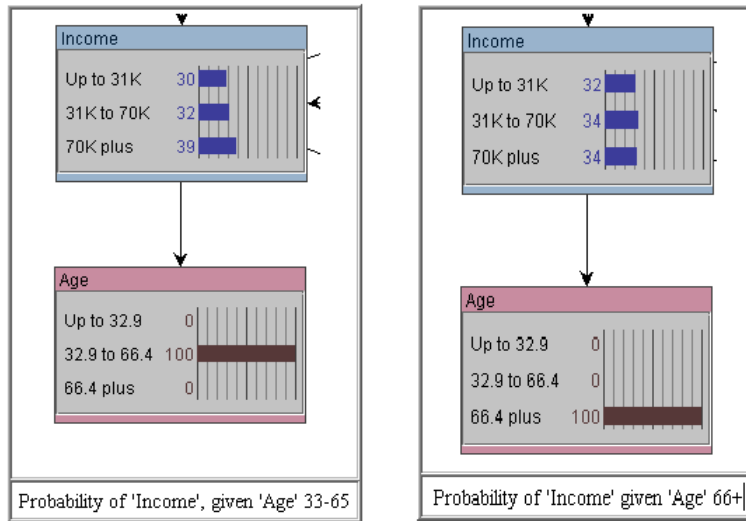 Income
Up to 31K 30
31K to 70K 32
70K plus 39
Age
Up to 32.9 0
32.9 to 66.4 100
66.4 plus 0
Probability of 'Income', given 'Age' 33-65
Income
Up to 31K 32
31K to 70K 34
70K plus 34
Age
Up to 32.9 0
32.9 to 66.4 0
66.4 plus 100
Probability of 'Income' given 'Age' 66+